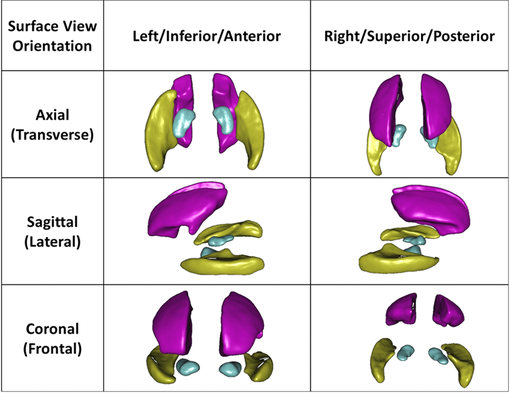 Surface View
Orientation
Left/Inferior/Anterior
Right/Superior/Posterior
Axial
(Transverse)
Sagittal
(Lateral)
Coronal
(Frontal)